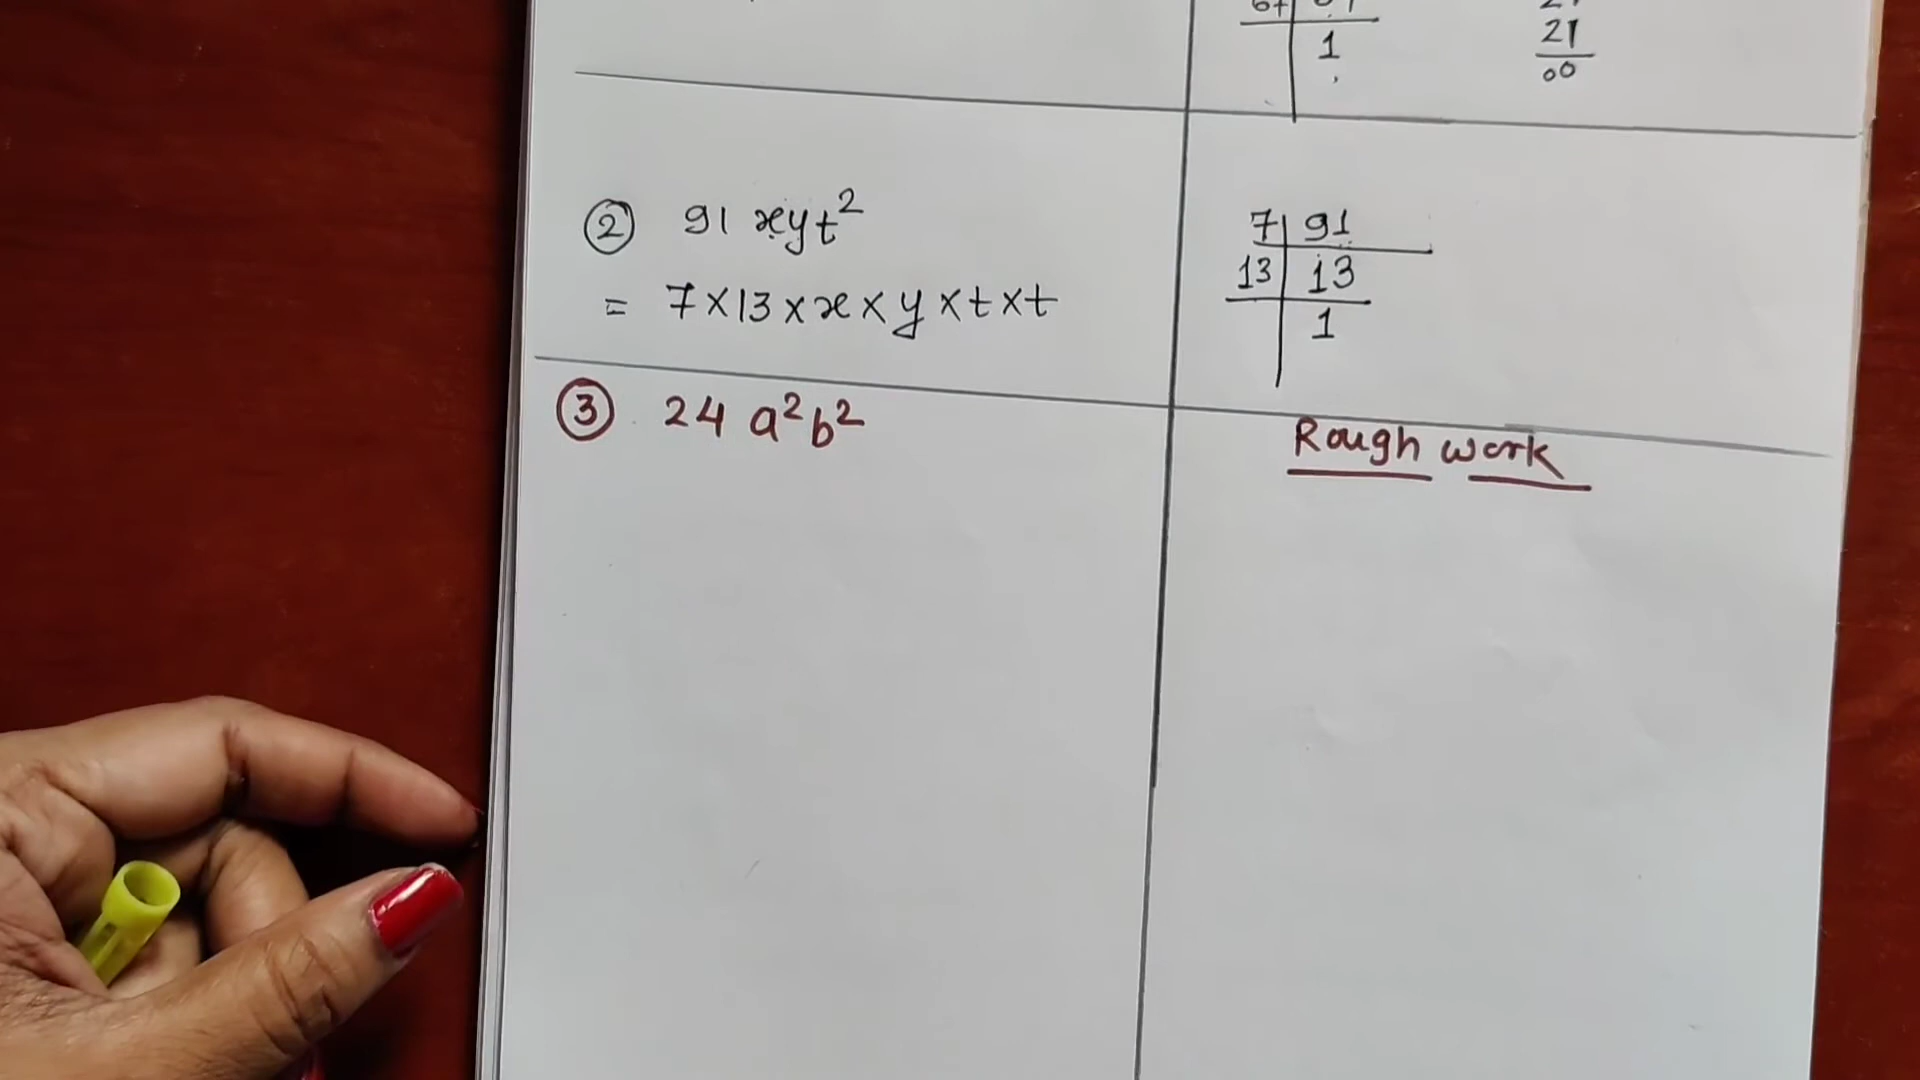 1
21
00
② 91 xyt²
= 7×13×x×y×t×t
7 | 91
13 | 13
1
③ 24 a²b²
Rough work